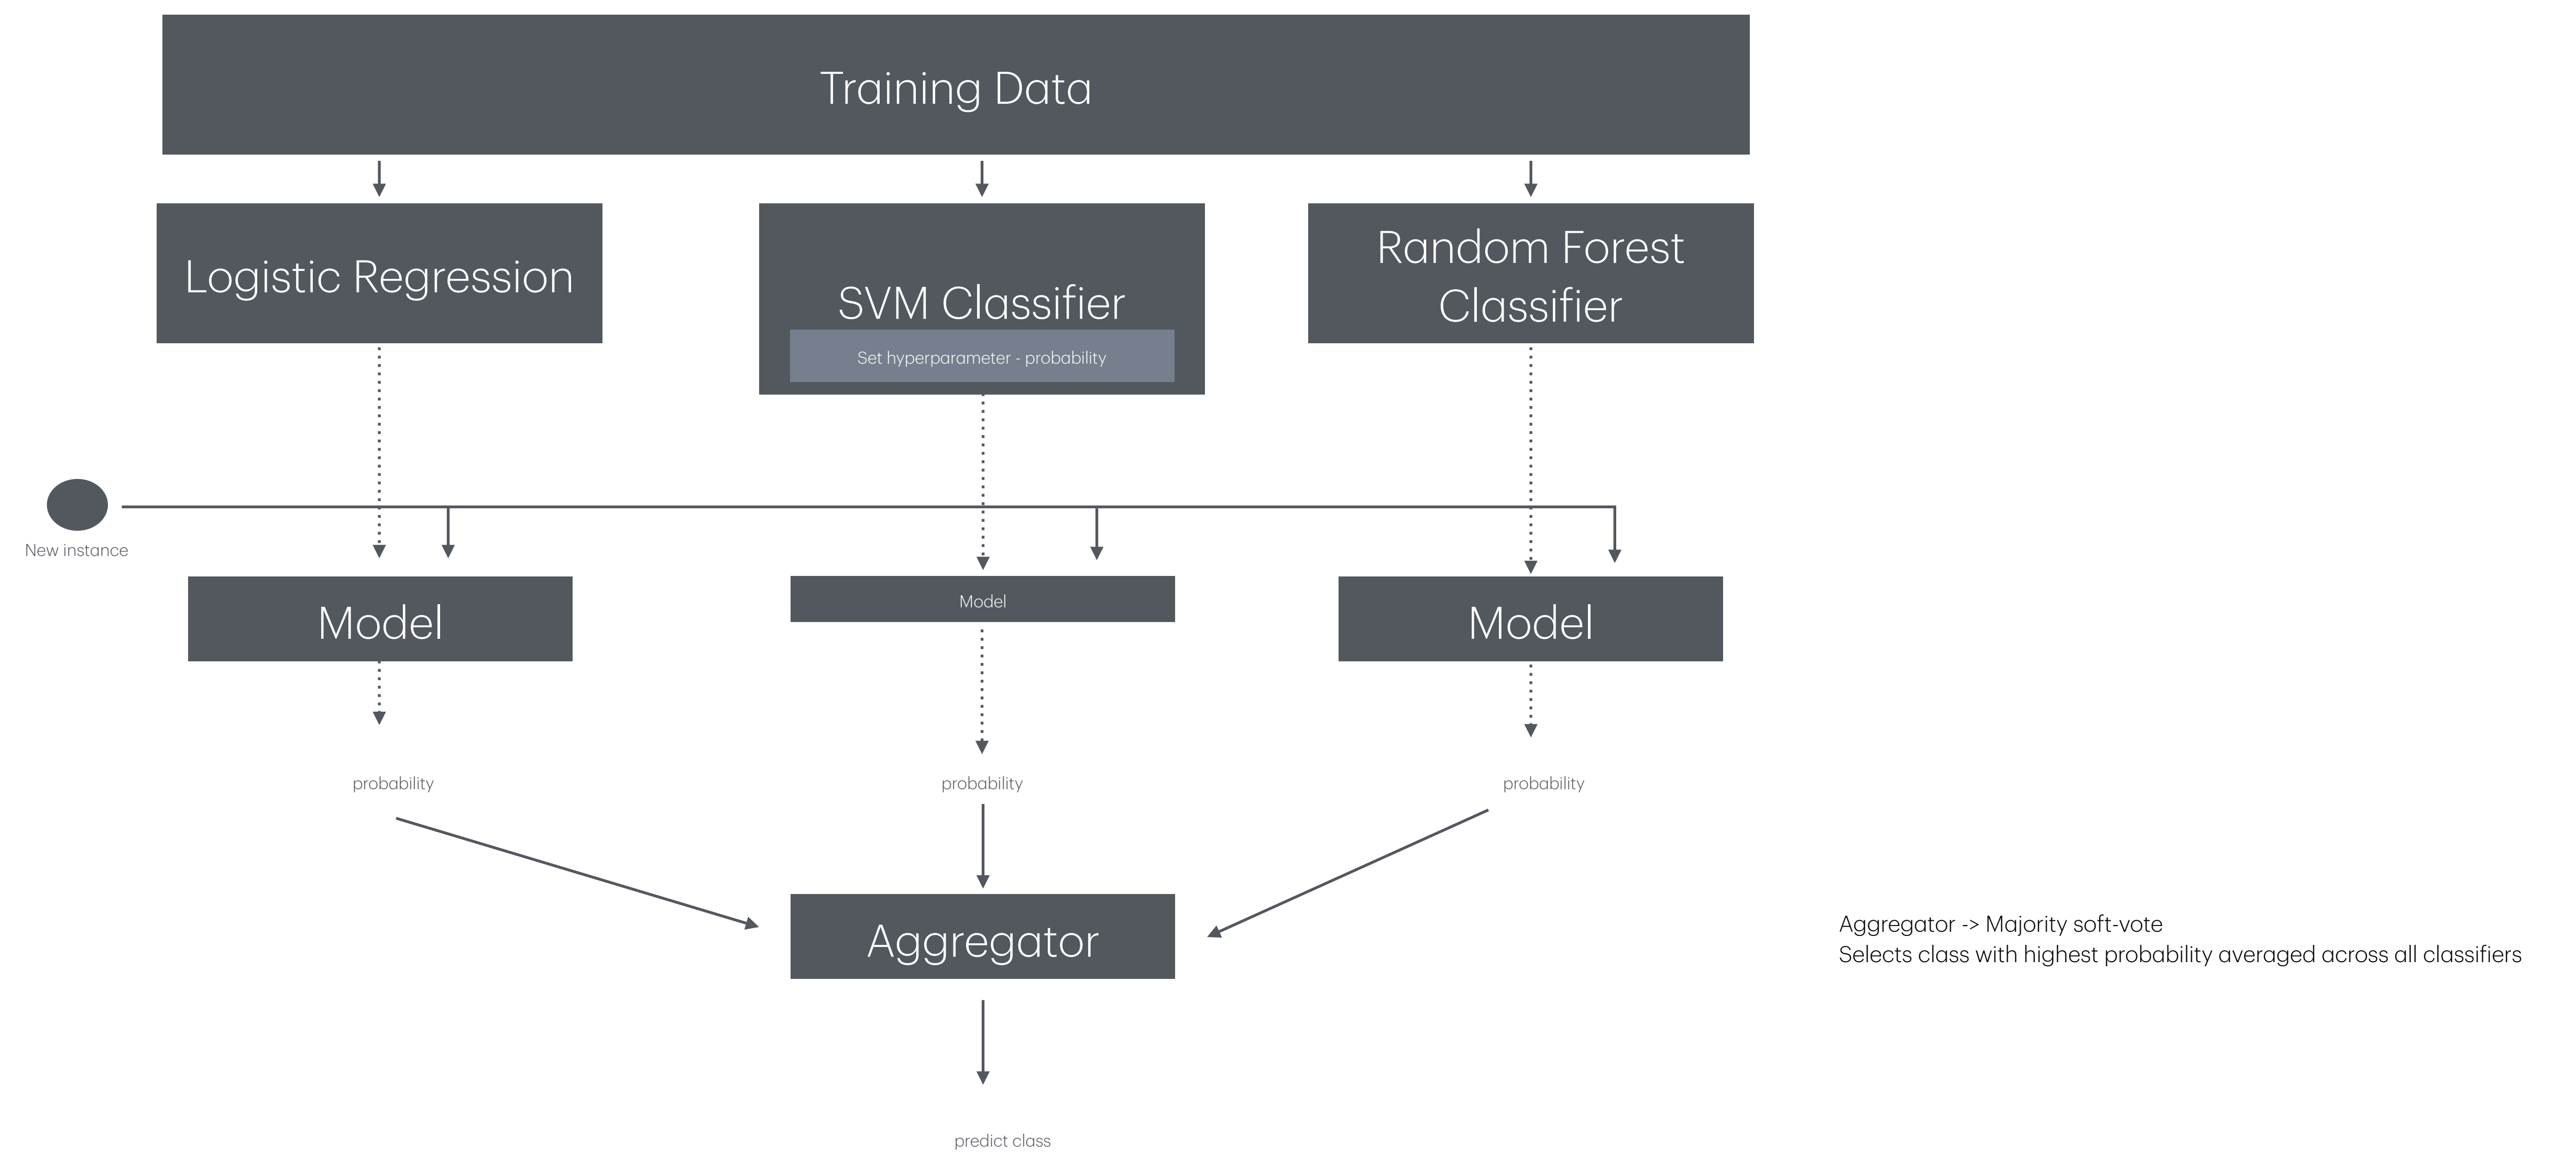 Training Data
Logistic Regression
SVM Classifier
Set hyperparameter - probability
Random Forest
Classifier
New instance
Model
Model
Model
probability
probability
probability
Aggregator
Aggregator -> Majority soft-vote
Selects class with highest probability averaged across all classifiers
predict class